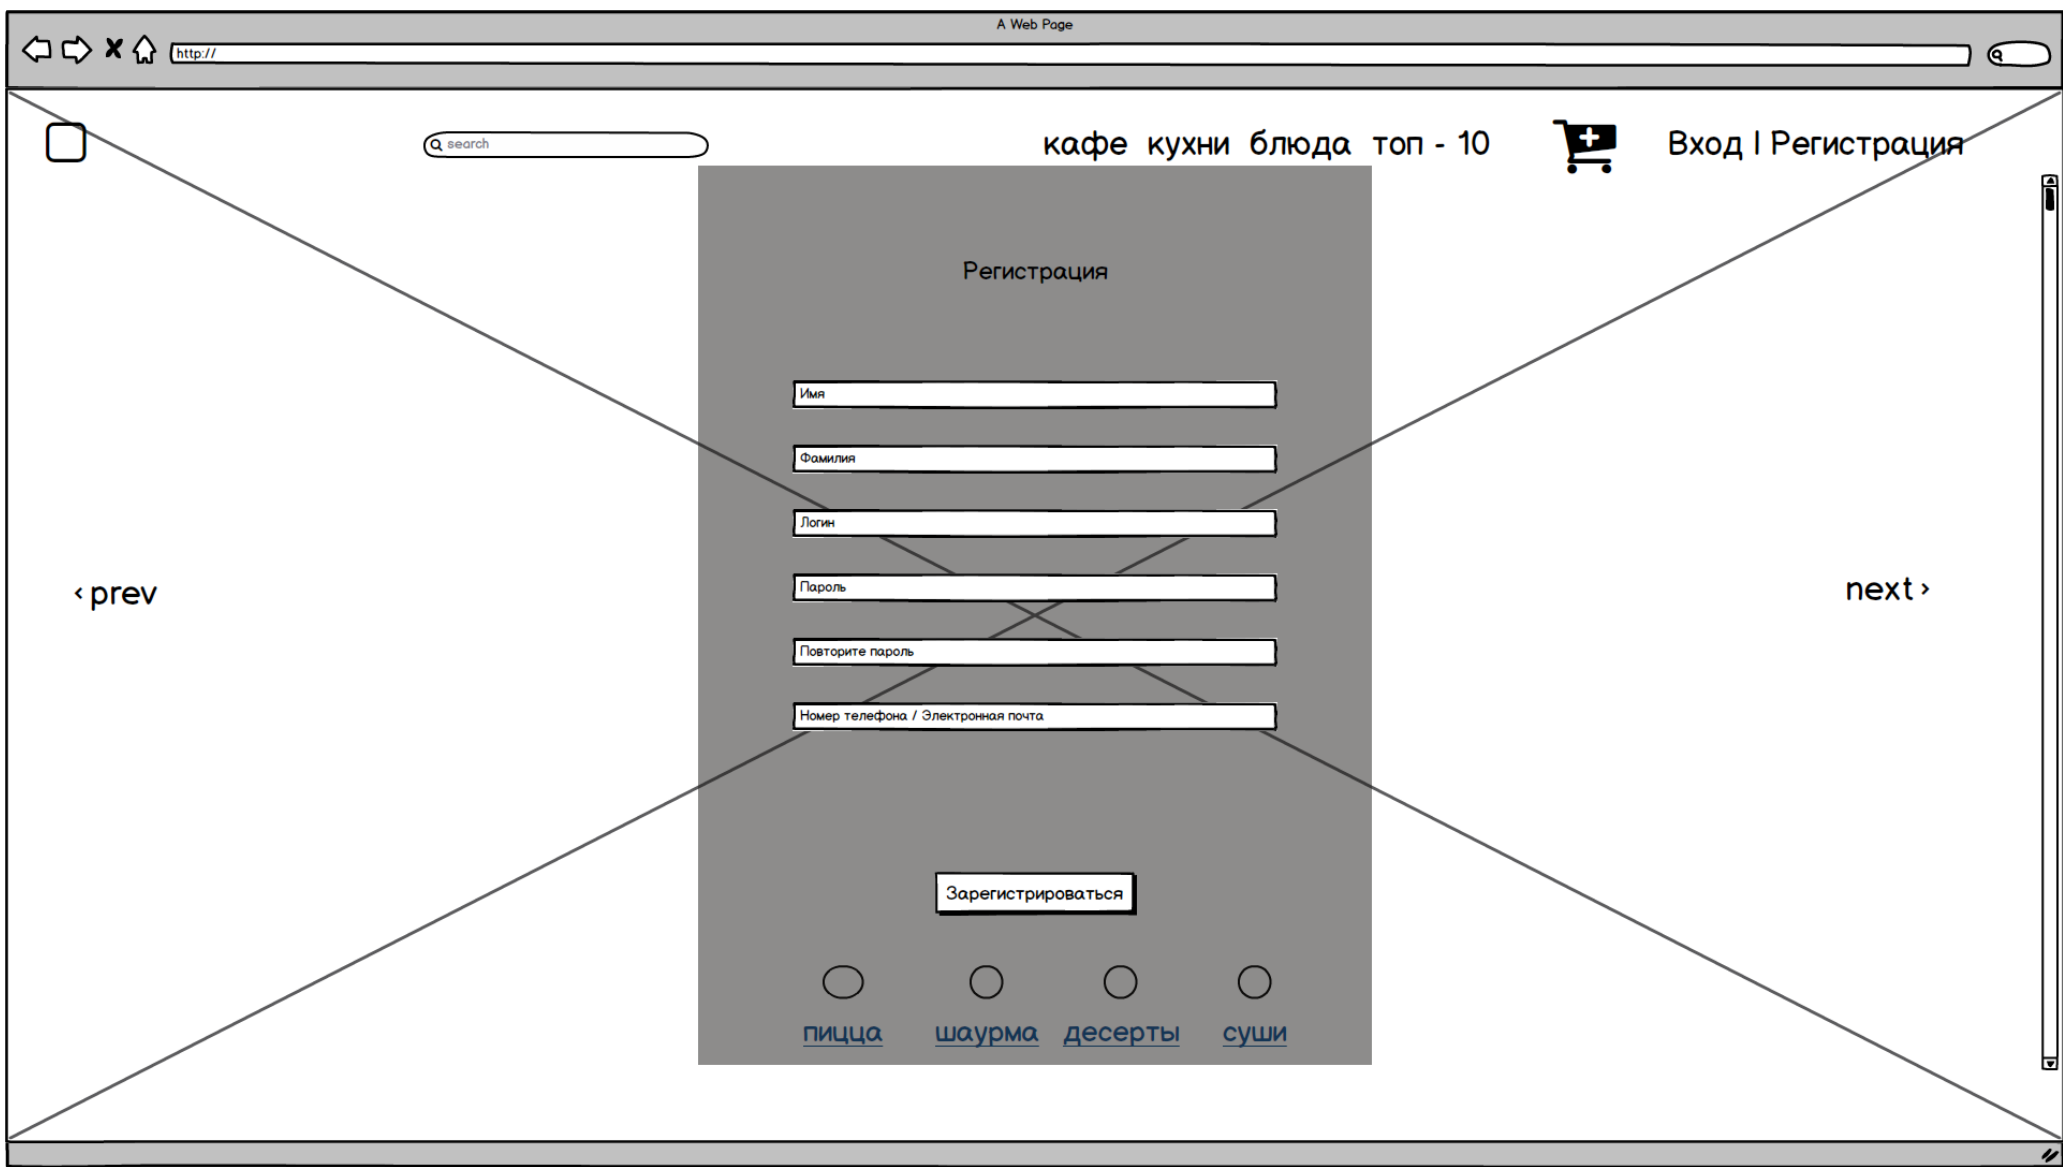 A Web Page
http://
search
кафе кухни блюда топ - 10
Вход | Регистрация
Регистрация
Имя
Фамилия
Логин
Пароль
‹ prev
next ›
Повторите пароль
Номер телефона / Электронная почта
Зарегистрироваться
пицца шаурма десерты суши